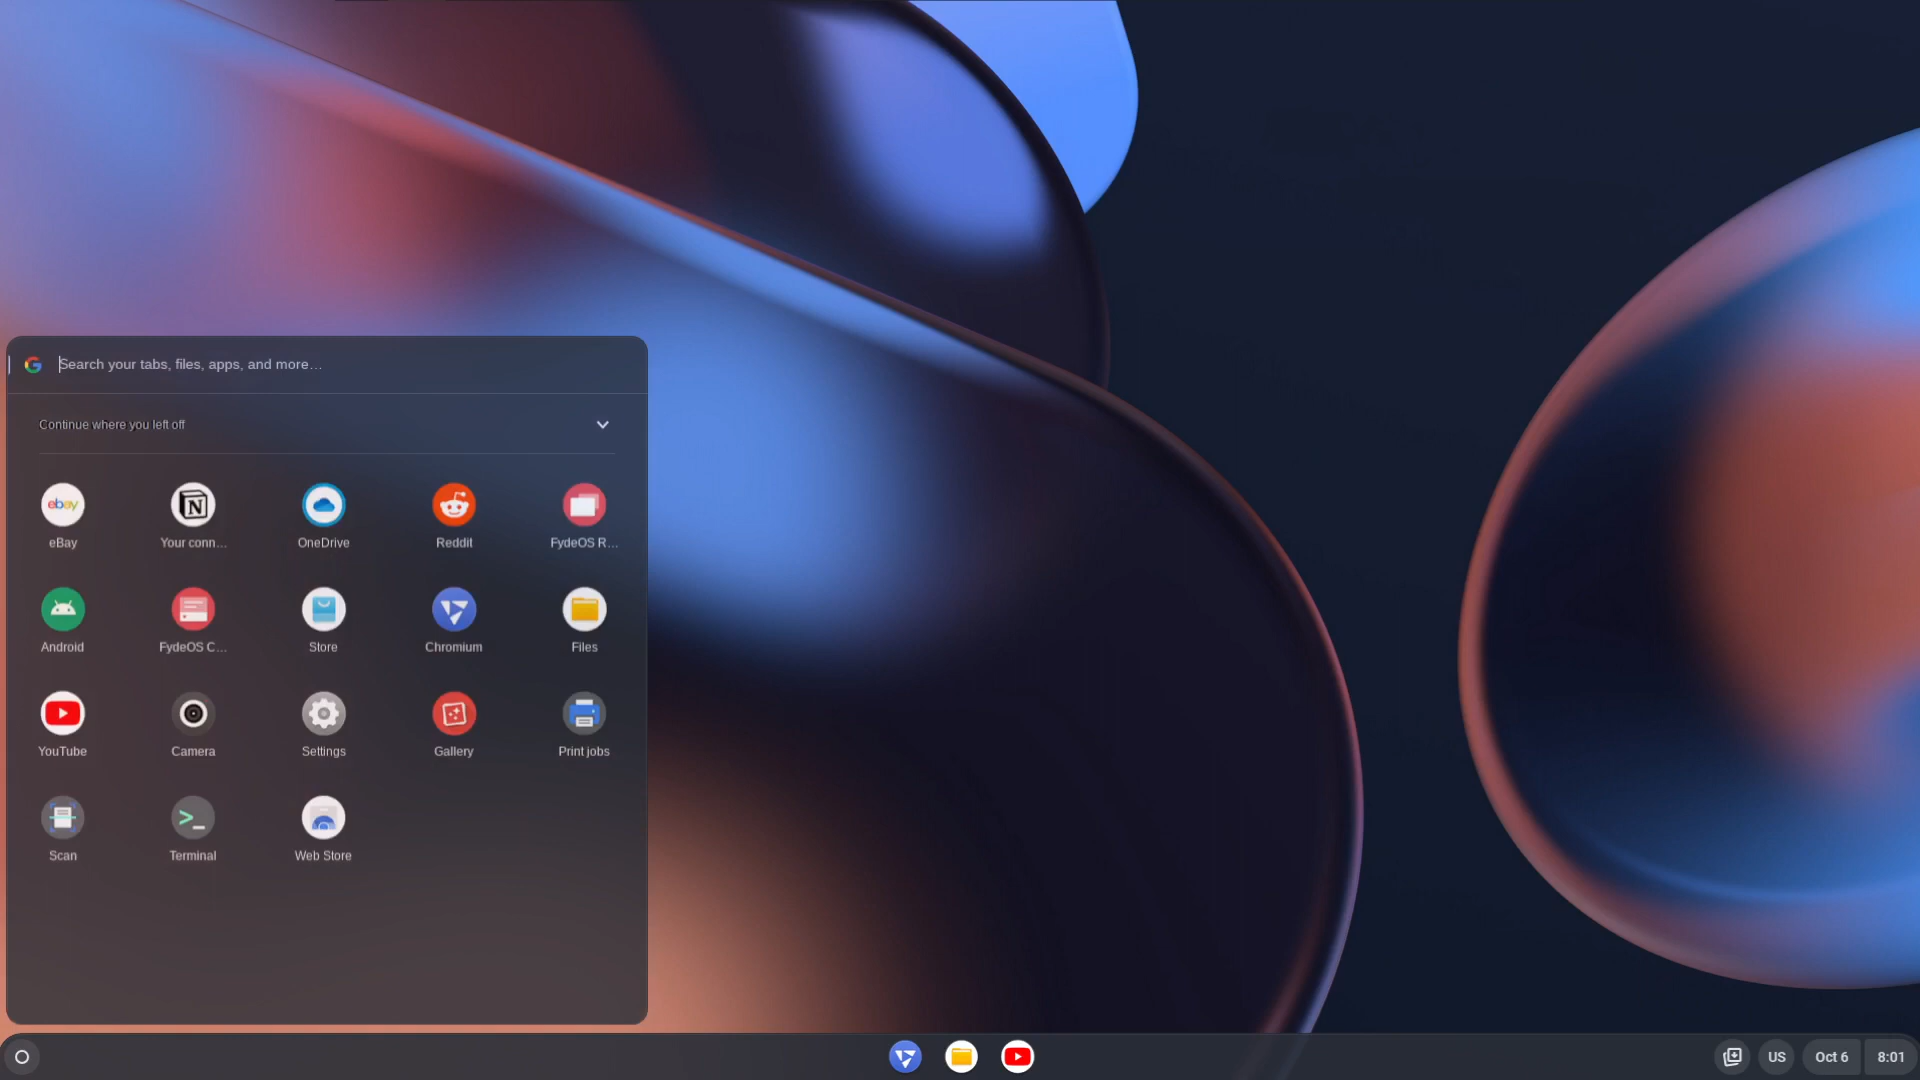 Search your tabs, files, apps, and more…
Continue where you left off
ebay
N
eBay
Your conn…
OneDrive
Reddit
FydeOS R…
Android
FydeOS C…
Store
Chromium
Files
YouTube
Camera
Settings
Gallery
Print jobs
>_
Scan
Terminal
Web Store
US
Oct 6
8:01